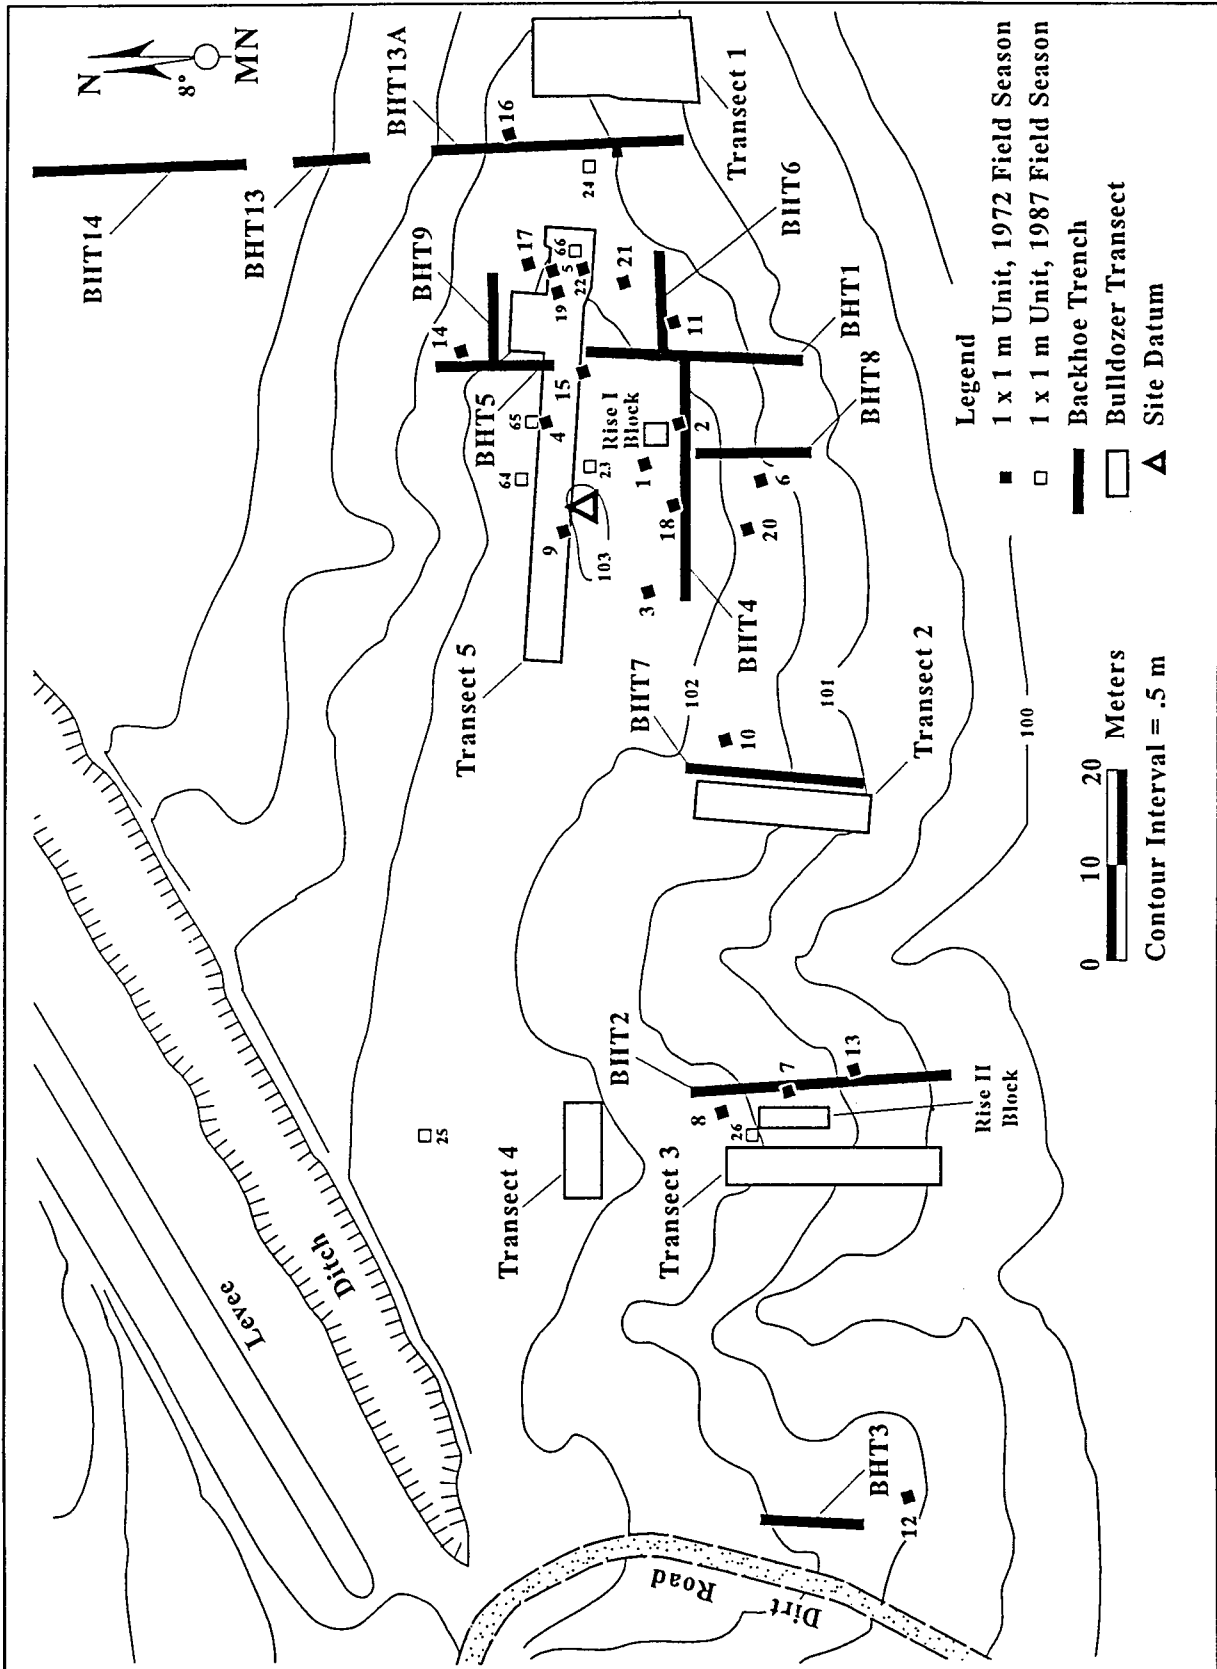 N
8°
MN
BHT14
BHT13
BHT13A
16
Transect 1
24
BHT6
BHT9
17
66
5
22
19
21
14
11
BHT1
BHT5
15
BHT8
65
4
Rise I
Block
2
64
23
1
6
18
20
9
103
3
BHT4
Transect 5
BHT7
102
101
10
Transect 2
100
BHT2
7
13
8
26
Rise II
Block
25
Transect 4
Transect 3
Levee
Ditch
BHT3
12
Dirt
Road
Legend
1 x 1 m Unit, 1972 Field Season
1 x 1 m Unit, 1987 Field Season
Backhoe Trench
Bulldozer Transect
Site Datum
0 10 20 Meters
Contour Interval = .5 m